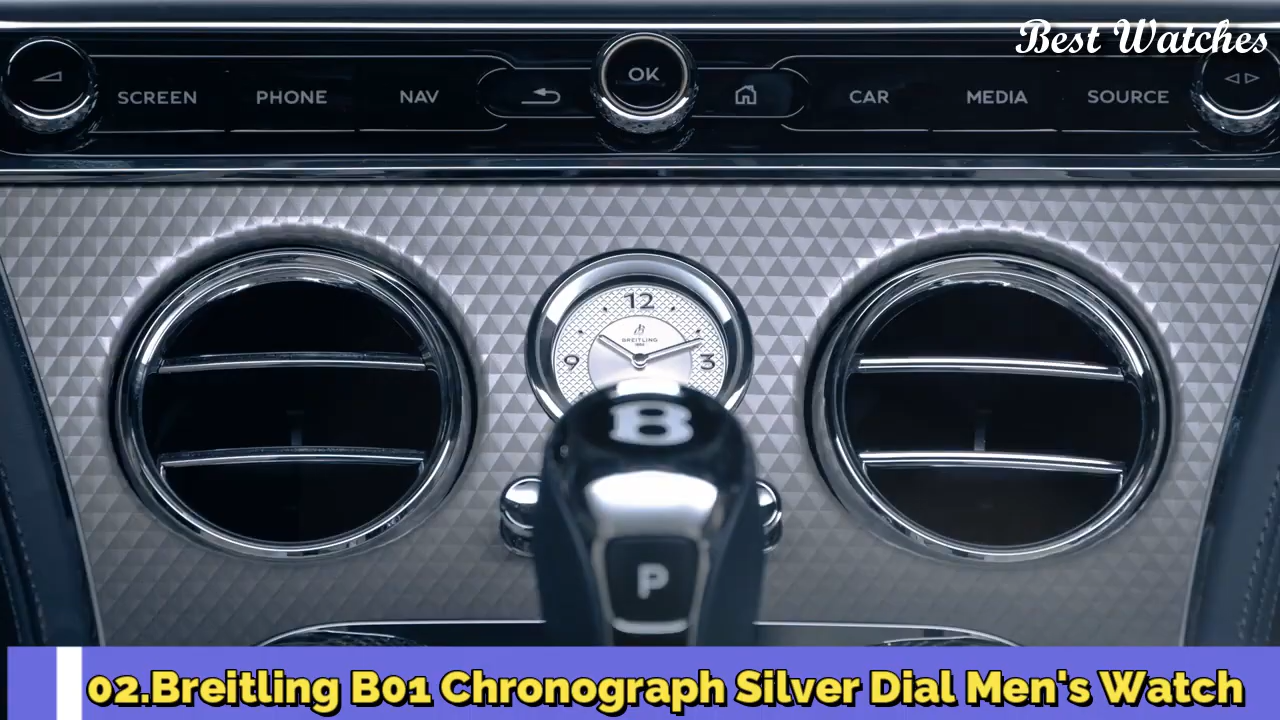 Best Watches
OK
SCREEN PHONE NAV CAR MEDIA SOURCE
12
BREITLING
9 3
B
P
02.Breitling B01 Chronograph Silver Dial Men's Watch